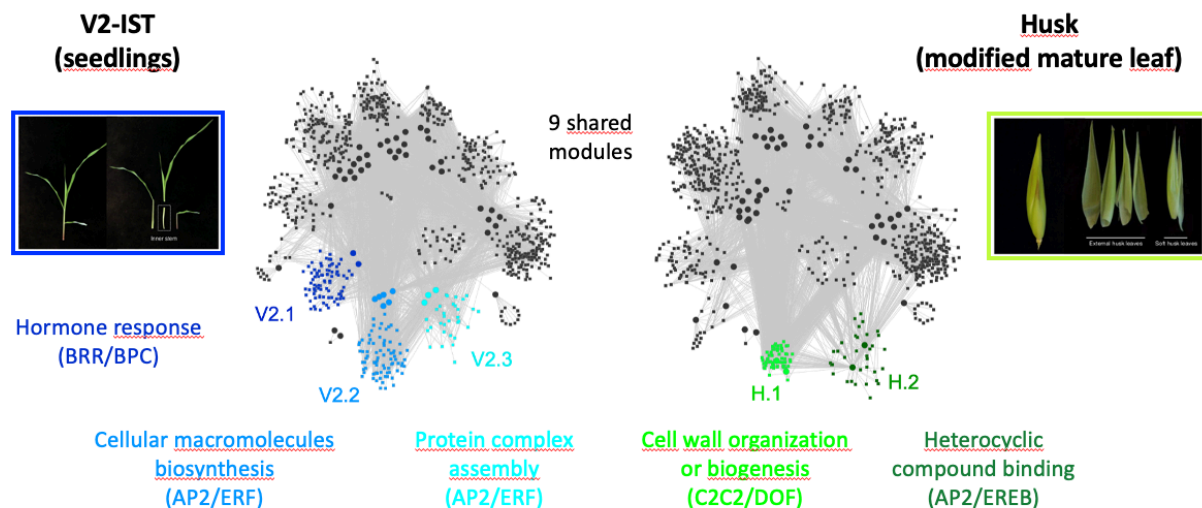 V2-IST
(seedlings)
Husk
(modified mature leaf)
9 shared
modules
Inner stem
External husk leaves
Soft husk leaves
V2.1
Hormone response
(BRR/BPC)
V2.2
V2.3
H.1
H.2
Cellular macromolecules
biosynthesis
(AP2/ERF)
Protein complex
assembly
(AP2/ERF)
Cell wall organization
or biogenesis
(C2C2/DOF)
Heterocyclic
compound binding
(AP2/EREB)